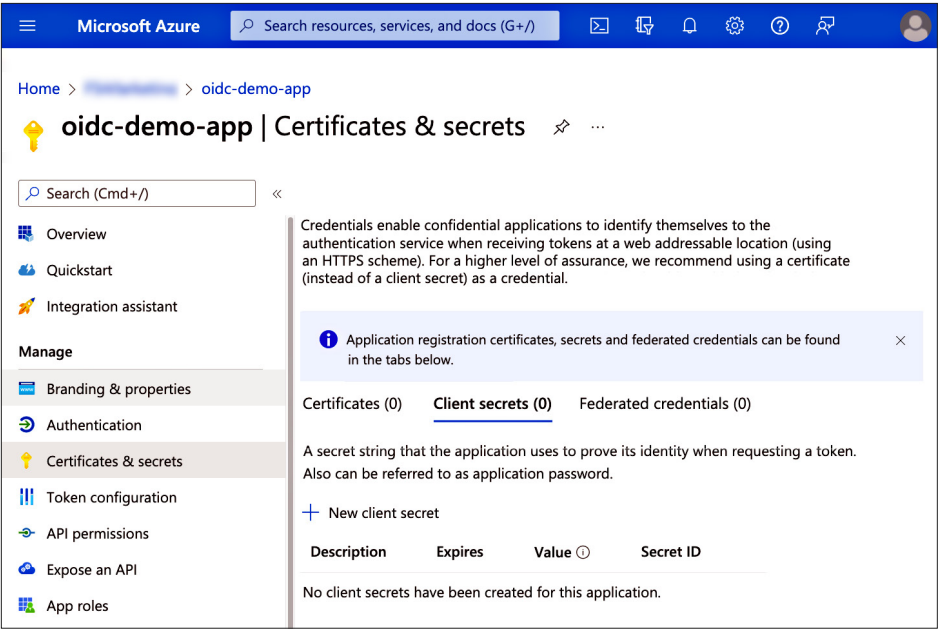 Microsoft Azure
Search resources, services, and docs (G+/)
Home > > oidc-demo-app
oidc-demo-app | Certificates & secrets
Search (Cmd+/)
Overview
Quickstart
Integration assistant
Manage
Branding & properties
Authentication
Certificates & secrets
Token configuration
API permissions
Expose an API
App roles
Credentials enable confidential applications to identify themselves to the
authentication service when receiving tokens at a web addressable location (using
an HTTPS scheme). For a higher level of assurance, we recommend using a certificate
(instead of a client secret) as a credential.
Application registration certificates, secrets and federated credentials can be found
in the tabs below.
Certificates (0) Client secrets (0) Federated credentials (0)
A secret string that the application uses to prove its identity when requesting a token.
Also can be referred to as application password.
New client secret
Description Expires Value Secret ID
No client secrets have been created for this application.